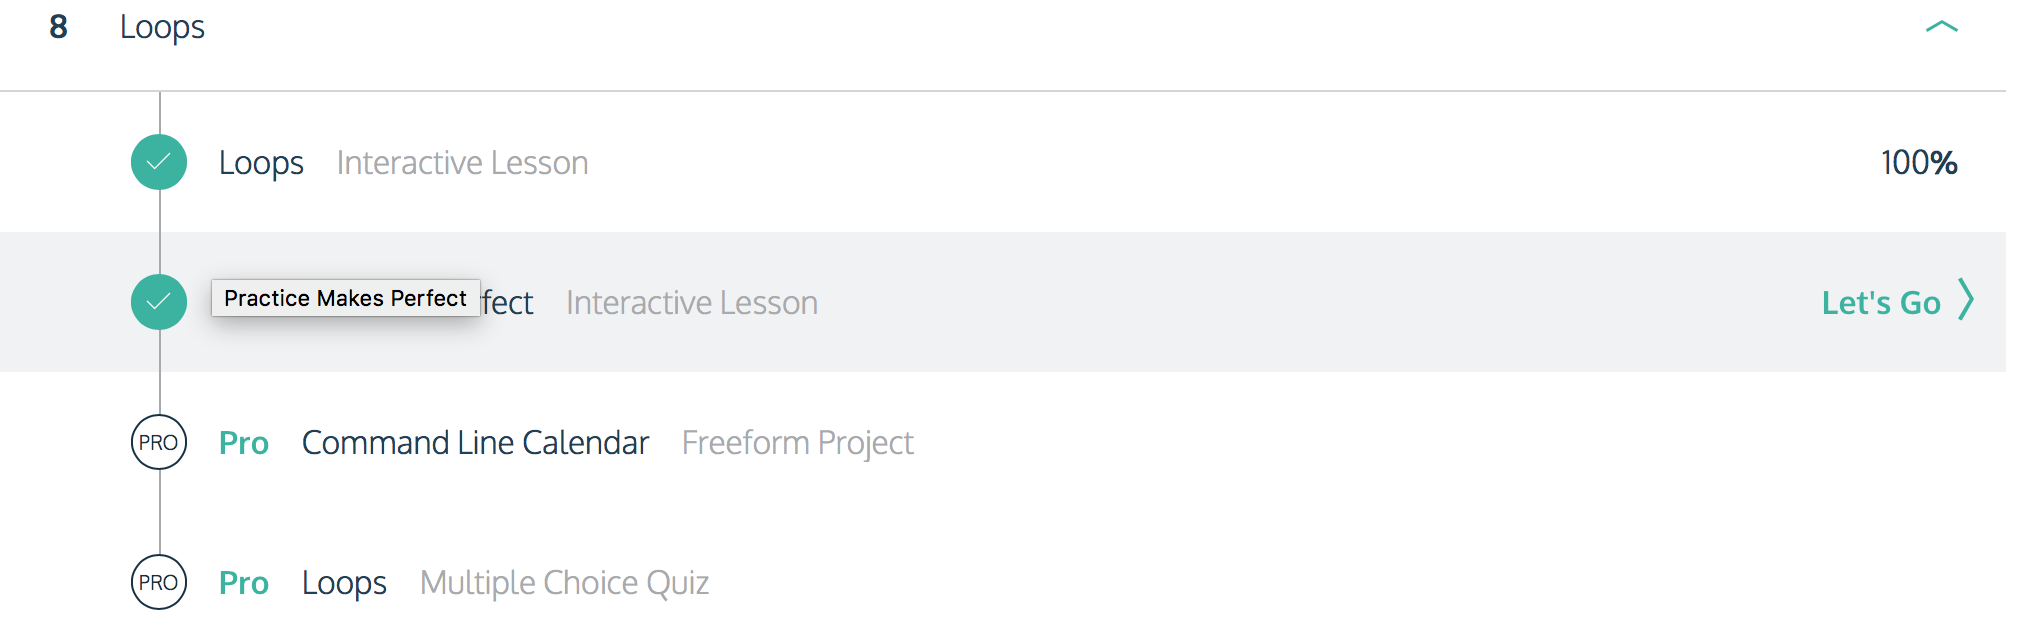 8 Loops
Loops Interactive Lesson 100%
Practice Makes Perfect fect Interactive Lesson Let's Go
PRO Pro Command Line Calendar Freeform Project
PRO Pro Loops Multiple Choice Quiz